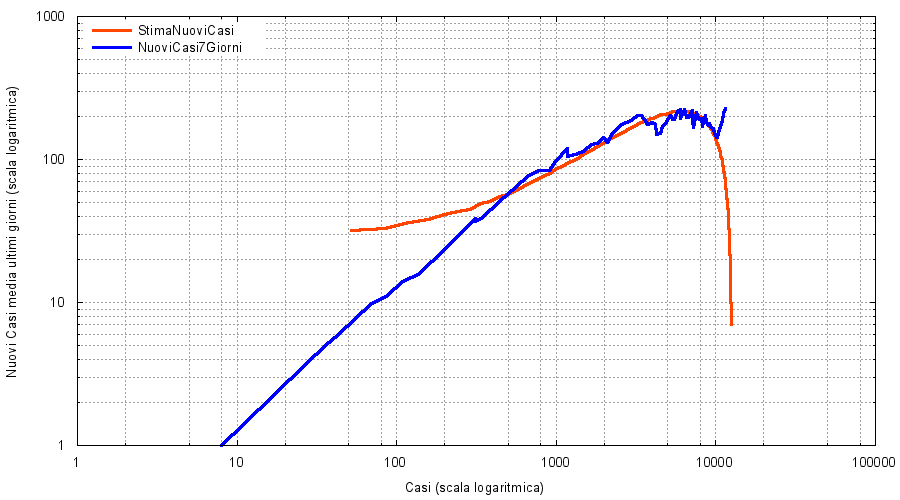 1000
StimaNuoviCasi
NuoviCasi7Giorni
100
Nuovi Casi media ultimi giorni (scala logaritmica)
10
1
1 10 100 1000 10000 100000
Casi (scala logaritmica)